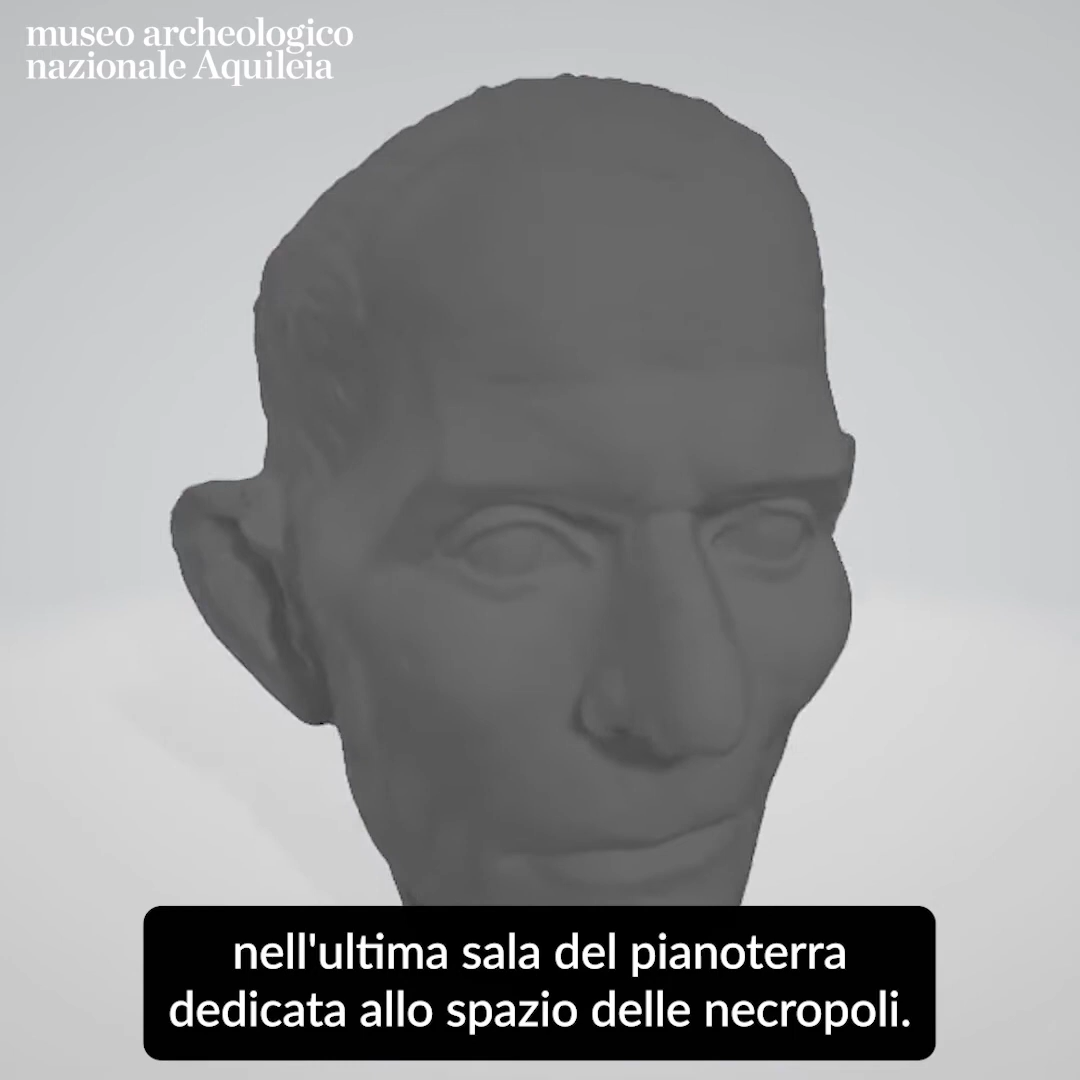 museo archeologico
nazionale Aquileia
nell'ultima sala del pianoterra
dedicata allo spazio delle necropoli.